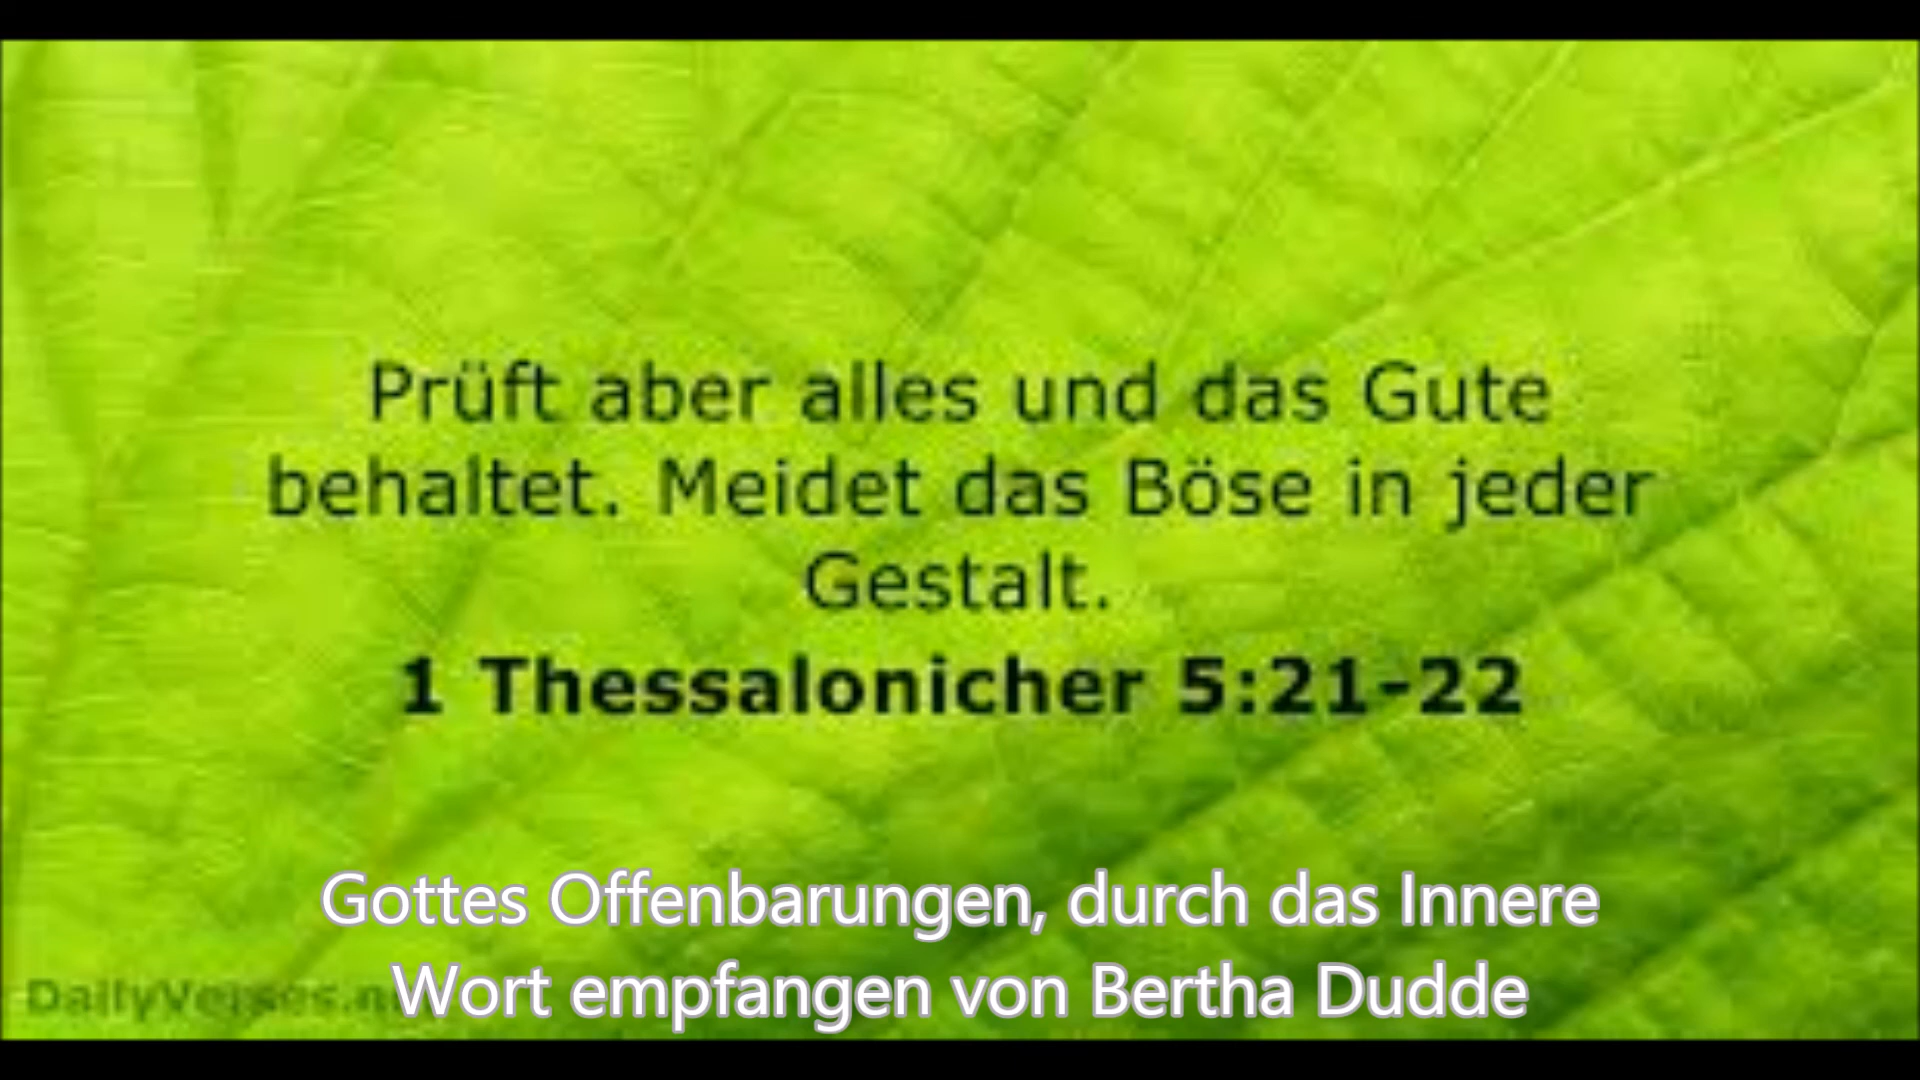 Prüft aber alles und das Gute
behaltet. Meidet das Böse in jeder
Gestalt.
1 Thessalonicher 5:21-22
Gottes Offenbarungen, durch das Innere
Wort empfangen von Bertha Dudde
DailyVerses.n